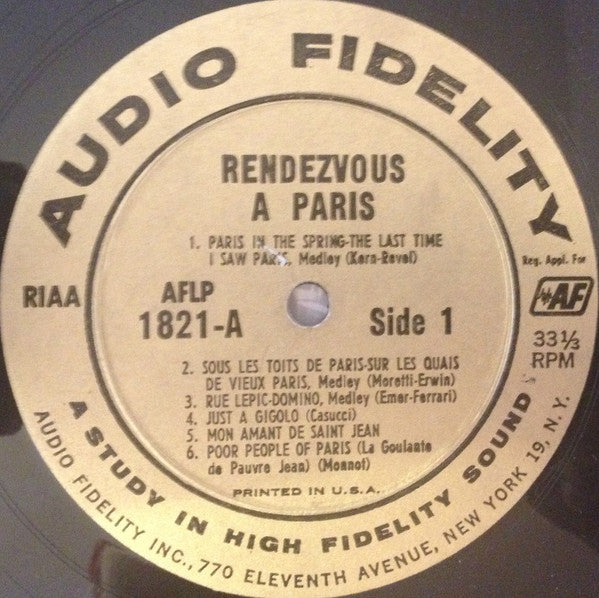 AUDIO FIDELITY
RENDEZVOUS
A PARIS
1. PARIS IN THE SPRING-THE LAST TIME
I SAW PARIS, Medley (Kern-Revel)
Reg. Appl. For
RIAA
AFLP
1821-A
Side 1
AF
33⅓
RPM
2. SOUS LES TOITS DE PARIS-SUR LES QUAIS
DE VIEUX PARIS, Medley (Moretti-Erwin)
3. RUE LEPIC-DOMINO, Medley (Emer-Ferrari)
4. JUST A GIGOLO (Casucci)
5. MON AMANT DE SAINT JEAN
6. POOR PEOPLE OF PARIS (La Goulante
de Pauvre Jean) (Monnot)
PRINTED IN U.S.A.
A STUDY IN HIGH FIDELITY SOUND
AUDIO FIDELITY INC., 770 ELEVENTH AVENUE, NEW YORK 19, N.Y.